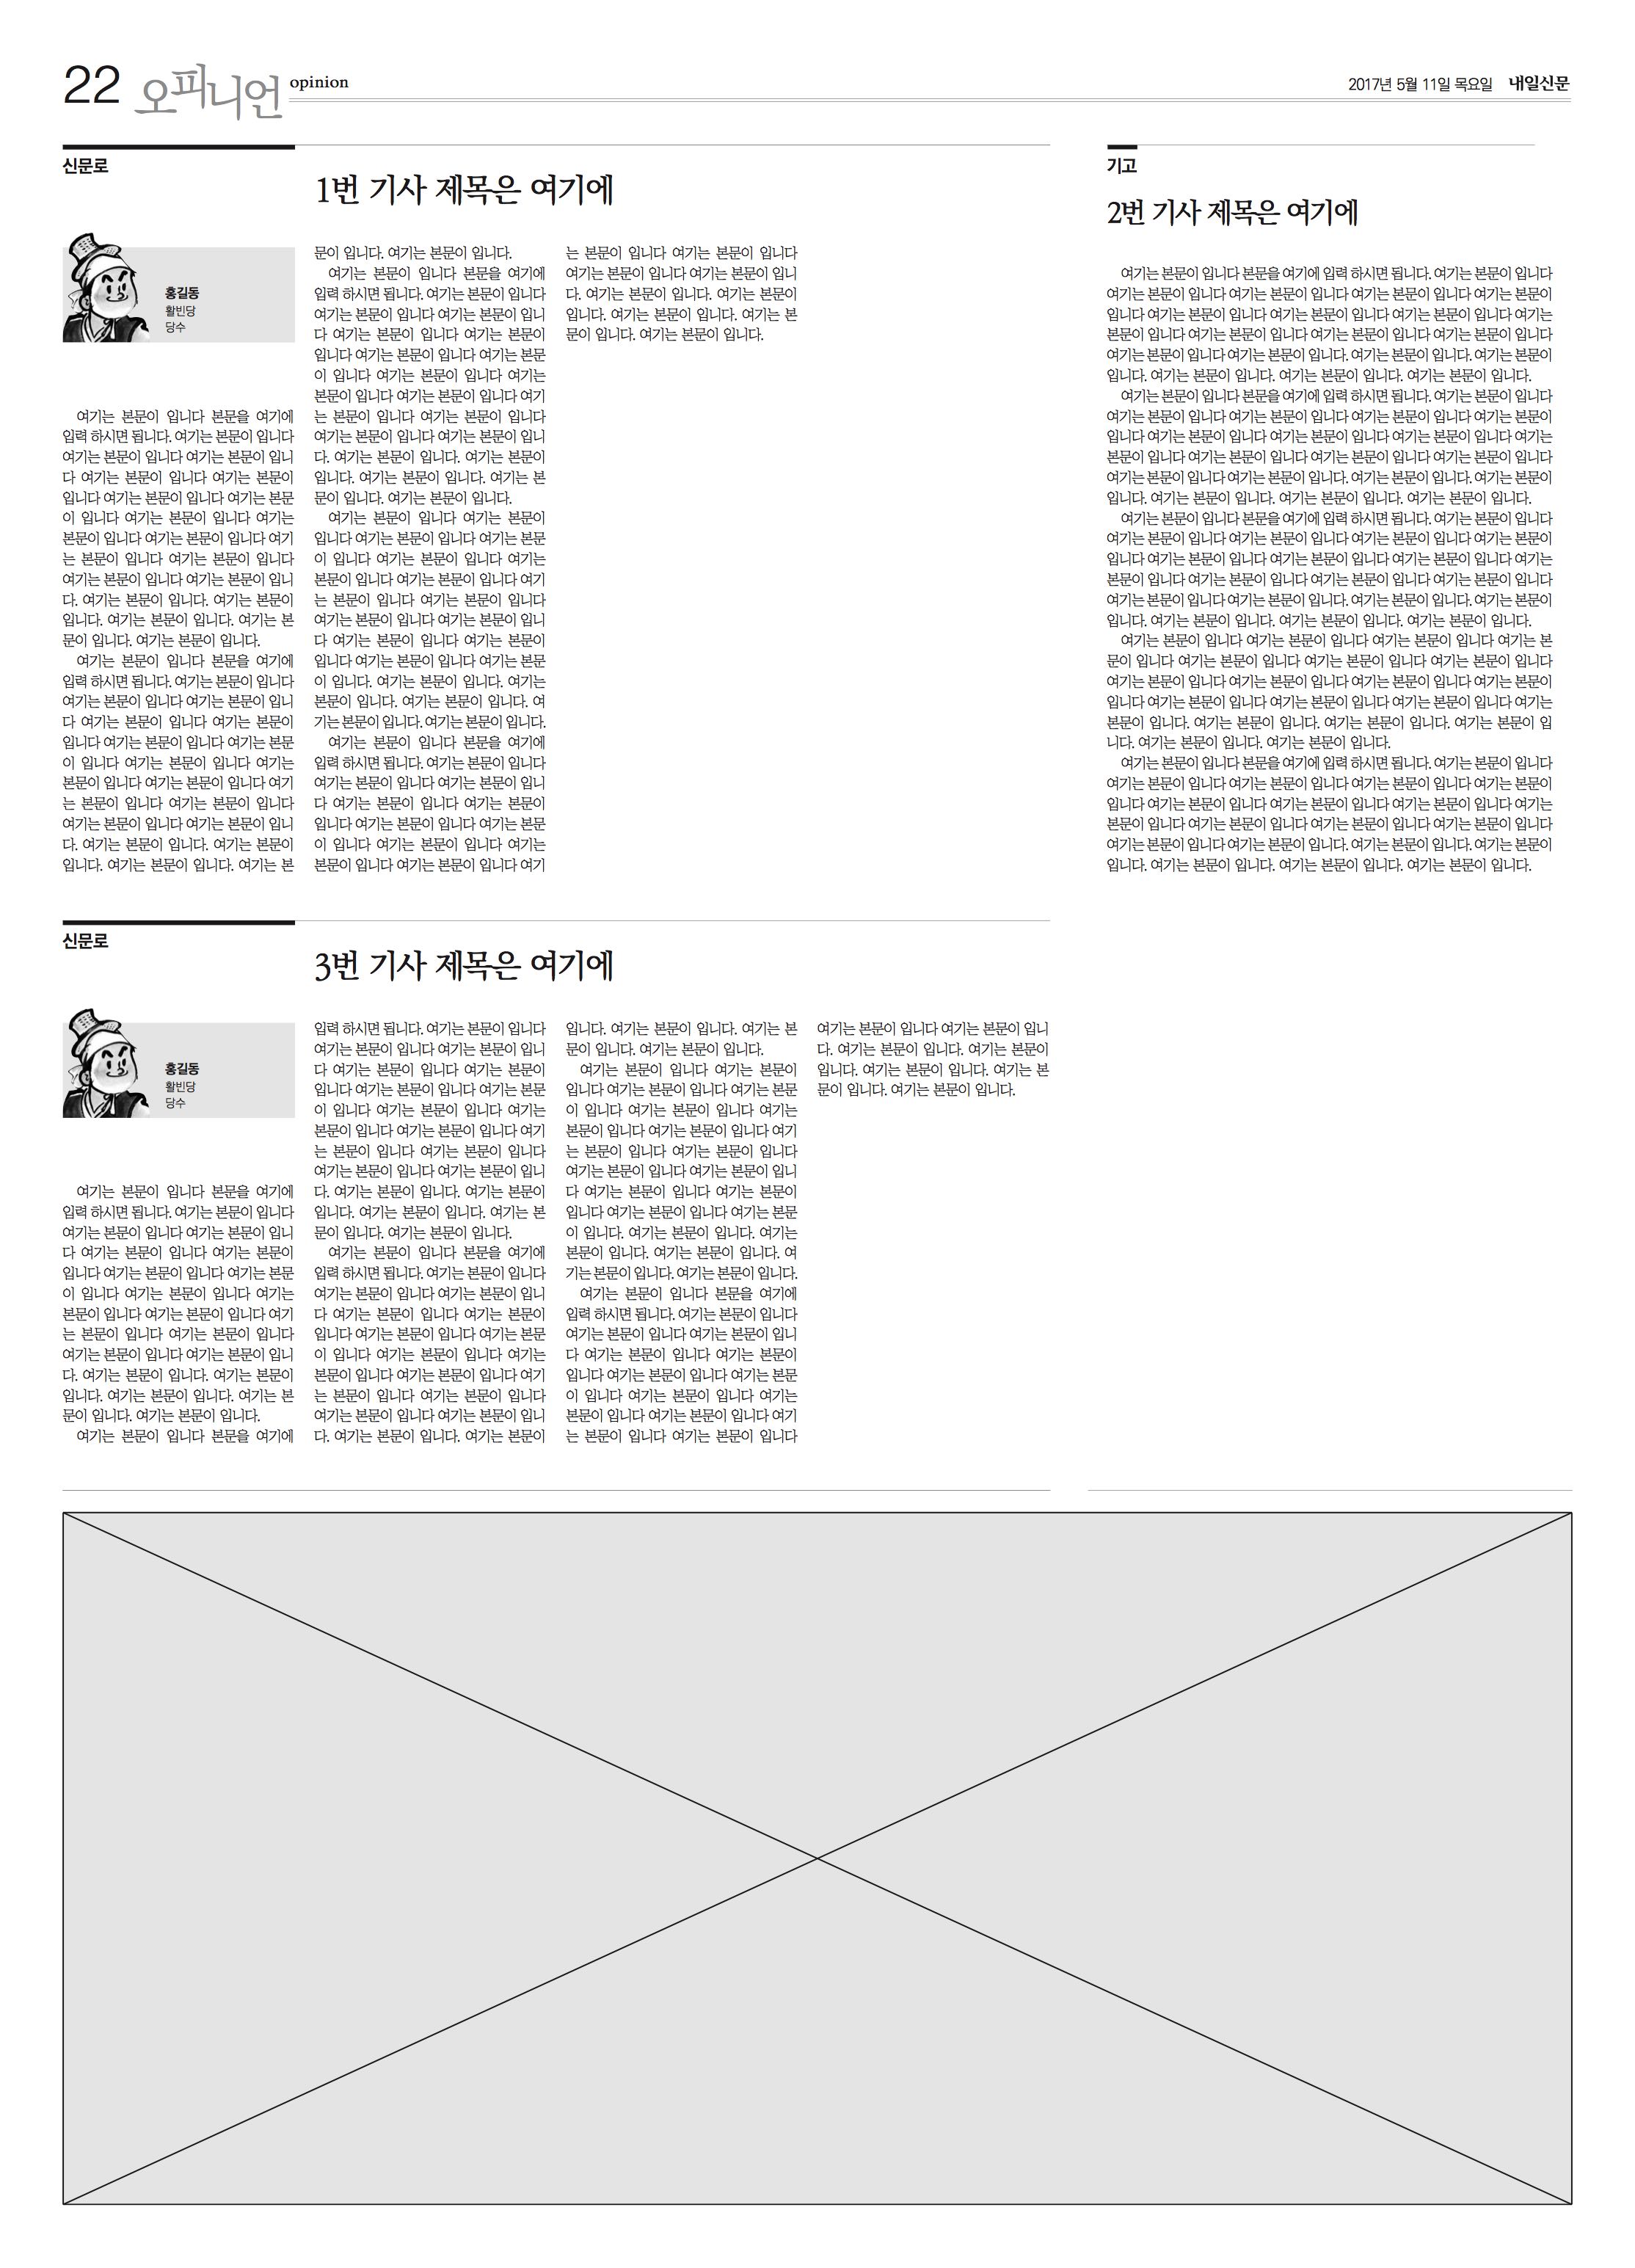 22 오피니언 opinion
2017년 5월 11일 목요일 내일신문
신문로
1번 기사 제목은 여기에
홍길동
활빈당
당수
여기는 본문이 입니다 본문을 여기에
입력 하시면 됩니다. 여기는 본문이 입니다
여기는 본문이 입니다 여기는 본문이 입니
다 여기는 본문이 입니다 여기는 본문이
입니다 여기는 본문이 입니다 여기는 본문
이 입니다 여기는 본문이 입니다 여기는
본문이 입니다 여기는 본문이 입니다 여기
는 본문이 입니다 여기는 본문이 입니다
여기는 본문이 입니다 여기는 본문이 입니
다. 여기는 본문이 입니다. 여기는 본문이
입니다. 여기는 본문이 입니다. 여기는 본
문이 입니다. 여기는 본문이 입니다.
여기는 본문이 입니다 본문을 여기에
입력 하시면 됩니다. 여기는 본문이 입니다
여기는 본문이 입니다 여기는 본문이 입니
다 여기는 본문이 입니다 여기는 본문이
입니다 여기는 본문이 입니다 여기는 본문
이 입니다 여기는 본문이 입니다 여기는
본문이 입니다 여기는 본문이 입니다 여기
는 본문이 입니다 여기는 본문이 입니다
여기는 본문이 입니다 여기는 본문이 입니
다. 여기는 본문이 입니다. 여기는 본문이
입니다. 여기는 본문이 입니다. 여기는 본
문이 입니다. 여기는 본문이 입니다.
여기는 본문이 입니다 본문을 여기에
입력 하시면 됩니다. 여기는 본문이 입니다
여기는 본문이 입니다 여기는 본문이 입니
다 여기는 본문이 입니다 여기는 본문이
입니다 여기는 본문이 입니다 여기는 본문
이 입니다 여기는 본문이 입니다 여기는
본문이 입니다 여기는 본문이 입니다 여기
는 본문이 입니다 여기는 본문이 입니다
여기는 본문이 입니다 여기는 본문이 입니
다. 여기는 본문이 입니다. 여기는 본문이
입니다. 여기는 본문이 입니다. 여기는 본
문이 입니다. 여기는 본문이 입니다.
여기는 본문이 입니다 여기는 본문이
입니다 여기는 본문이 입니다 여기는 본문
이 입니다 여기는 본문이 입니다 여기는
본문이 입니다 여기는 본문이 입니다 여기
는 본문이 입니다 여기는 본문이 입니다
여기는 본문이 입니다 여기는 본문이 입니
다 여기는 본문이 입니다 여기는 본문이
입니다 여기는 본문이 입니다 여기는 본문
이 입니다. 여기는 본문이 입니다. 여기는
본문이 입니다. 여기는 본문이 입니다. 여
기는 본문이 입니다. 여기는 본문이 입니다.
여기는 본문이 입니다 본문을 여기에
입력 하시면 됩니다. 여기는 본문이 입니다
여기는 본문이 입니다 여기는 본문이 입니
다 여기는 본문이 입니다 여기는 본문이
입니다 여기는 본문이 입니다 여기는 본문
이 입니다 여기는 본문이 입니다 여기는
본문이 입니다 여기는 본문이 입니다 여기
는 본문이 입니다 여기는 본문이 입니다
여기는 본문이 입니다 여기는 본문이 입니
다. 여기는 본문이 입니다. 여기는 본문이
입니다. 여기는 본문이 입니다. 여기는 본
문이 입니다. 여기는 본문이 입니다.
기고
2번 기사 제목은 여기에
여기는 본문이 입니다 본문을 여기에 입력 하시면 됩니다. 여기는 본문이 입니다
여기는 본문이 입니다 여기는 본문이 입니다 여기는 본문이 입니다 여기는 본문이
입니다 여기는 본문이 입니다 여기는 본문이 입니다 여기는 본문이 입니다 여기는
본문이 입니다 여기는 본문이 입니다 여기는 본문이 입니다 여기는 본문이 입니다
여기는 본문이 입니다 여기는 본문이 입니다. 여기는 본문이 입니다. 여기는 본문이
입니다. 여기는 본문이 입니다. 여기는 본문이 입니다. 여기는 본문이 입니다.
여기는 본문이 입니다 본문을 여기에 입력 하시면 됩니다. 여기는 본문이 입니다
여기는 본문이 입니다 여기는 본문이 입니다 여기는 본문이 입니다 여기는 본문이
입니다 여기는 본문이 입니다 여기는 본문이 입니다 여기는 본문이 입니다 여기는
본문이 입니다 여기는 본문이 입니다 여기는 본문이 입니다 여기는 본문이 입니다
여기는 본문이 입니다 여기는 본문이 입니다. 여기는 본문이 입니다. 여기는 본문이
입니다. 여기는 본문이 입니다. 여기는 본문이 입니다. 여기는 본문이 입니다.
여기는 본문이 입니다 본문을 여기에 입력 하시면 됩니다. 여기는 본문이 입니다
여기는 본문이 입니다 여기는 본문이 입니다 여기는 본문이 입니다 여기는 본문이
입니다 여기는 본문이 입니다 여기는 본문이 입니다 여기는 본문이 입니다 여기는
본문이 입니다 여기는 본문이 입니다 여기는 본문이 입니다 여기는 본문이 입니다
여기는 본문이 입니다 여기는 본문이 입니다. 여기는 본문이 입니다. 여기는 본문이
입니다. 여기는 본문이 입니다. 여기는 본문이 입니다. 여기는 본문이 입니다.
여기는 본문이 입니다 여기는 본문이 입니다 여기는 본문이 입니다 여기는 본
문이 입니다 여기는 본문이 입니다 여기는 본문이 입니다 여기는 본문이 입니다
여기는 본문이 입니다 여기는 본문이 입니다 여기는 본문이 입니다 여기는 본문이
입니다 여기는 본문이 입니다 여기는 본문이 입니다 여기는 본문이 입니다 여기는
본문이 입니다. 여기는 본문이 입니다. 여기는 본문이 입니다. 여기는 본문이 입
니다. 여기는 본문이 입니다. 여기는 본문이 입니다.
여기는 본문이 입니다 본문을 여기에 입력 하시면 됩니다. 여기는 본문이 입니다
여기는 본문이 입니다 여기는 본문이 입니다 여기는 본문이 입니다 여기는 본문이
입니다 여기는 본문이 입니다 여기는 본문이 입니다 여기는 본문이 입니다 여기는
본문이 입니다 여기는 본문이 입니다 여기는 본문이 입니다 여기는 본문이 입니다
여기는 본문이 입니다 여기는 본문이 입니다. 여기는 본문이 입니다. 여기는 본문이
입니다. 여기는 본문이 입니다. 여기는 본문이 입니다. 여기는 본문이 입니다.
신문로
3번 기사 제목은 여기에
홍길동
활빈당
당수
여기는 본문이 입니다 본문을 여기에
입력 하시면 됩니다. 여기는 본문이 입니다
여기는 본문이 입니다 여기는 본문이 입니
다 여기는 본문이 입니다 여기는 본문이
입니다 여기는 본문이 입니다 여기는 본문
이 입니다 여기는 본문이 입니다 여기는
본문이 입니다 여기는 본문이 입니다 여기
는 본문이 입니다 여기는 본문이 입니다
여기는 본문이 입니다 여기는 본문이 입니
다. 여기는 본문이 입니다. 여기는 본문이
입니다. 여기는 본문이 입니다. 여기는 본
문이 입니다. 여기는 본문이 입니다.
여기는 본문이 입니다 본문을 여기에
입력 하시면 됩니다. 여기는 본문이 입니다
여기는 본문이 입니다 여기는 본문이 입니
다 여기는 본문이 입니다 여기는 본문이
입니다 여기는 본문이 입니다 여기는 본문
이 입니다 여기는 본문이 입니다 여기는
본문이 입니다 여기는 본문이 입니다 여기
는 본문이 입니다 여기는 본문이 입니다
여기는 본문이 입니다 여기는 본문이 입니
다. 여기는 본문이 입니다. 여기는 본문이
입니다. 여기는 본문이 입니다. 여기는 본
문이 입니다. 여기는 본문이 입니다.
여기는 본문이 입니다 본문을 여기에
입력 하시면 됩니다. 여기는 본문이 입니다
여기는 본문이 입니다 여기는 본문이 입니
다 여기는 본문이 입니다 여기는 본문이
입니다 여기는 본문이 입니다 여기는 본문
이 입니다 여기는 본문이 입니다 여기는
본문이 입니다 여기는 본문이 입니다 여기
는 본문이 입니다 여기는 본문이 입니다
여기는 본문이 입니다 여기는 본문이 입니
다. 여기는 본문이 입니다. 여기는 본문이
입니다. 여기는 본문이 입니다. 여기는 본
문이 입니다. 여기는 본문이 입니다.
여기는 본문이 입니다 여기는 본문이
입니다 여기는 본문이 입니다 여기는 본문
이 입니다 여기는 본문이 입니다 여기는
본문이 입니다 여기는 본문이 입니다 여기
는 본문이 입니다 여기는 본문이 입니다
여기는 본문이 입니다 여기는 본문이 입니
다 여기는 본문이 입니다 여기는 본문이
입니다 여기는 본문이 입니다 여기는 본문
이 입니다. 여기는 본문이 입니다. 여기는
본문이 입니다. 여기는 본문이 입니다. 여
기는 본문이 입니다. 여기는 본문이 입니다.
여기는 본문이 입니다 본문을 여기에
입력 하시면 됩니다. 여기는 본문이 입니다
여기는 본문이 입니다 여기는 본문이 입니
다 여기는 본문이 입니다 여기는 본문이
입니다 여기는 본문이 입니다 여기는 본문
이 입니다 여기는 본문이 입니다 여기는
본문이 입니다 여기는 본문이 입니다 여기
는 본문이 입니다 여기는 본문이 입니다
여기는 본문이 입니다 여기는 본문이 입니
다. 여기는 본문이 입니다. 여기는 본문이
입니다. 여기는 본문이 입니다. 여기는 본
문이 입니다. 여기는 본문이 입니다.